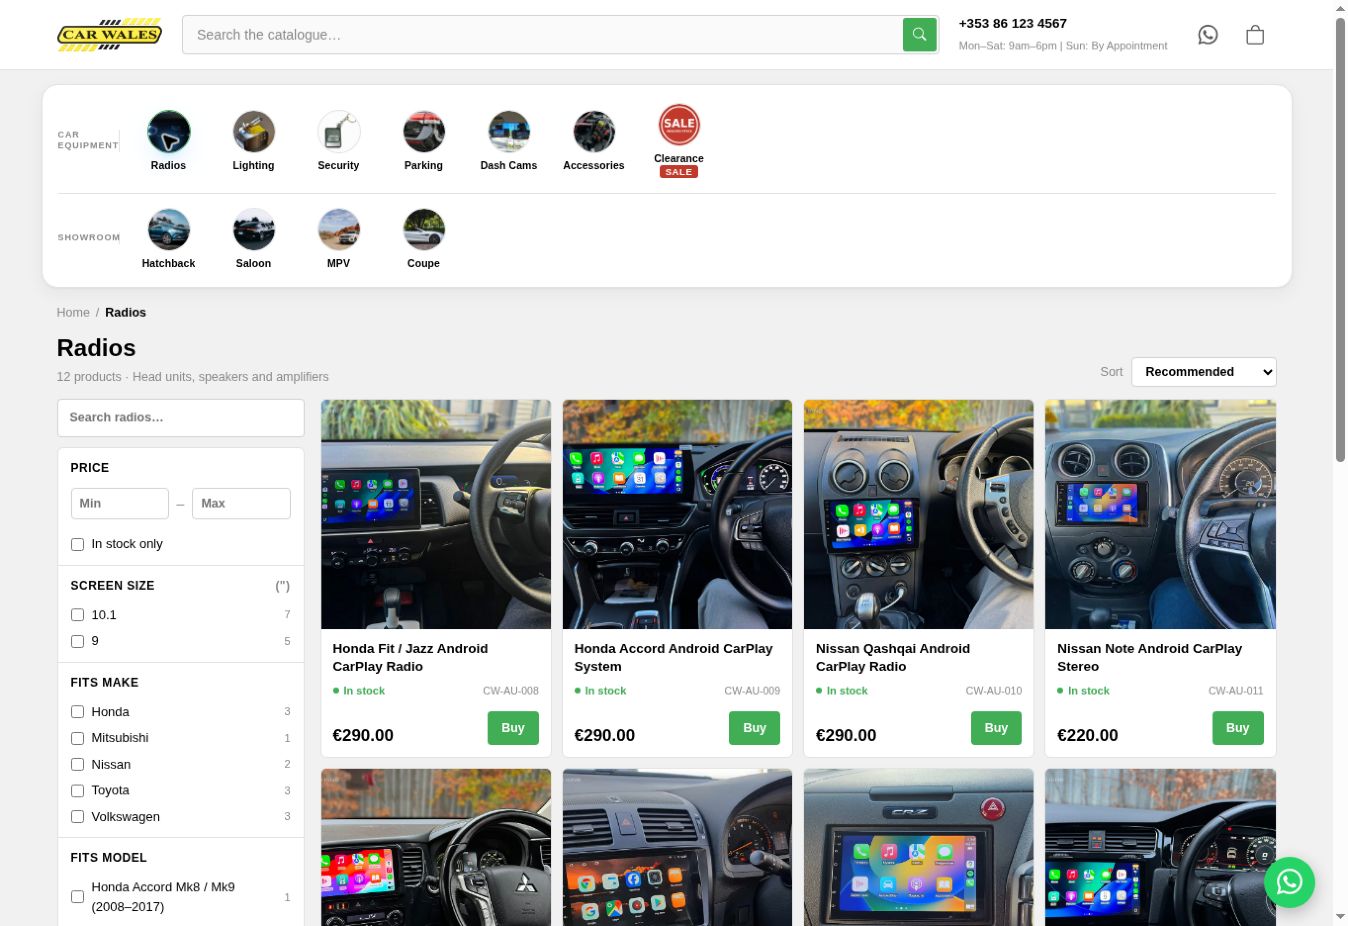 CAR WALES
Search the catalogue…
+353 86 123 4567
Mon–Sat: 9am–6pm | Sun: By Appointment
CAR
EQUIPMENT
Radios
Lighting
Security
Parking
Dash Cams
Accessories
SALE
Clearance
SALE
SHOWROOM
Hatchback
Saloon
MPV
Coupe
Home / Radios
Radios
12 products · Head units, speakers and amplifiers
Sort
Recommended
Search radios…
PRICE
Min – Max
In stock only
SCREEN SIZE (")
10.1 7
9 5
FITS MAKE
Honda 3
Mitsubishi 1
Nissan 2
Toyota 3
Volkswagen 3
FITS MODEL
Honda Accord Mk8 / Mk9
(2008–2017)
1
Honda Fit / Jazz Android
CarPlay Radio
In stock CW-AU-008
€290.00 Buy
Honda Accord Android CarPlay
System
In stock CW-AU-009
€290.00 Buy
Nissan Qashqai Android
CarPlay Radio
In stock CW-AU-010
€290.00 Buy
Nissan Note Android CarPlay
Stereo
In stock CW-AU-011
€220.00 Buy
CR-Z